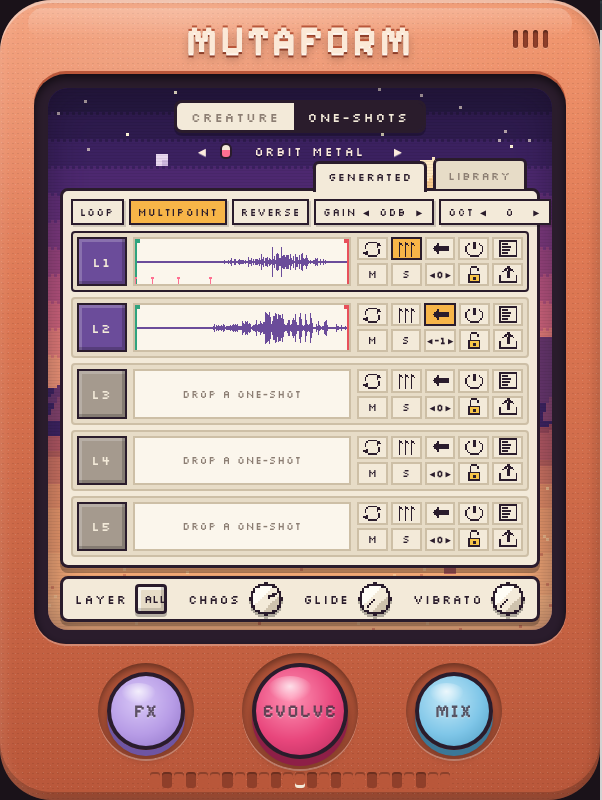 MUTAFORM
CREATURE ONE-SHOTS
◄ ORBIT METAL ►
GENERATED LIBRARY
LOOP MULTIPOINT REVERSE GAIN ◄ 0DB ► OCT ◄ 0 ►
L1
M S ◄0►
L2
M S ◄-1►
L3 DROP A ONE-SHOT
M S ◄0►
L4 DROP A ONE-SHOT
M S ◄0►
L5 DROP A ONE-SHOT
M S ◄0►
LAYER ALL CHAOS GLIDE VIBRATO
FX EVOLVE MIX